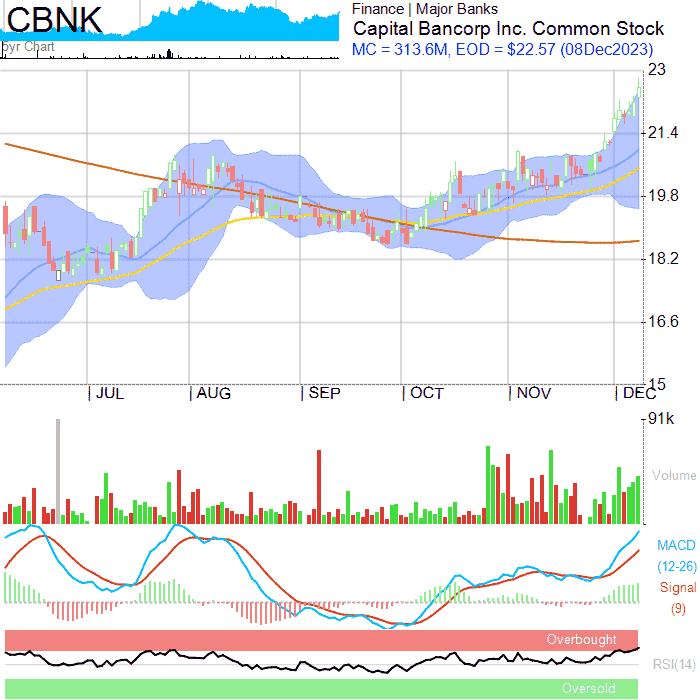 CBNK
5yr Chart
Finance | Major Banks
Capital Bancorp Inc. Common Stock
MC = 313.6M, EOD = $22.57 (08Dec2023)
23
21.4
19.8
18.2
16.6
15
JUL AUG SEP OCT NOV DEC
91k
Volume
MACD
(12-26)
Signal
(9)
Overbought
RSI(14)
Oversold